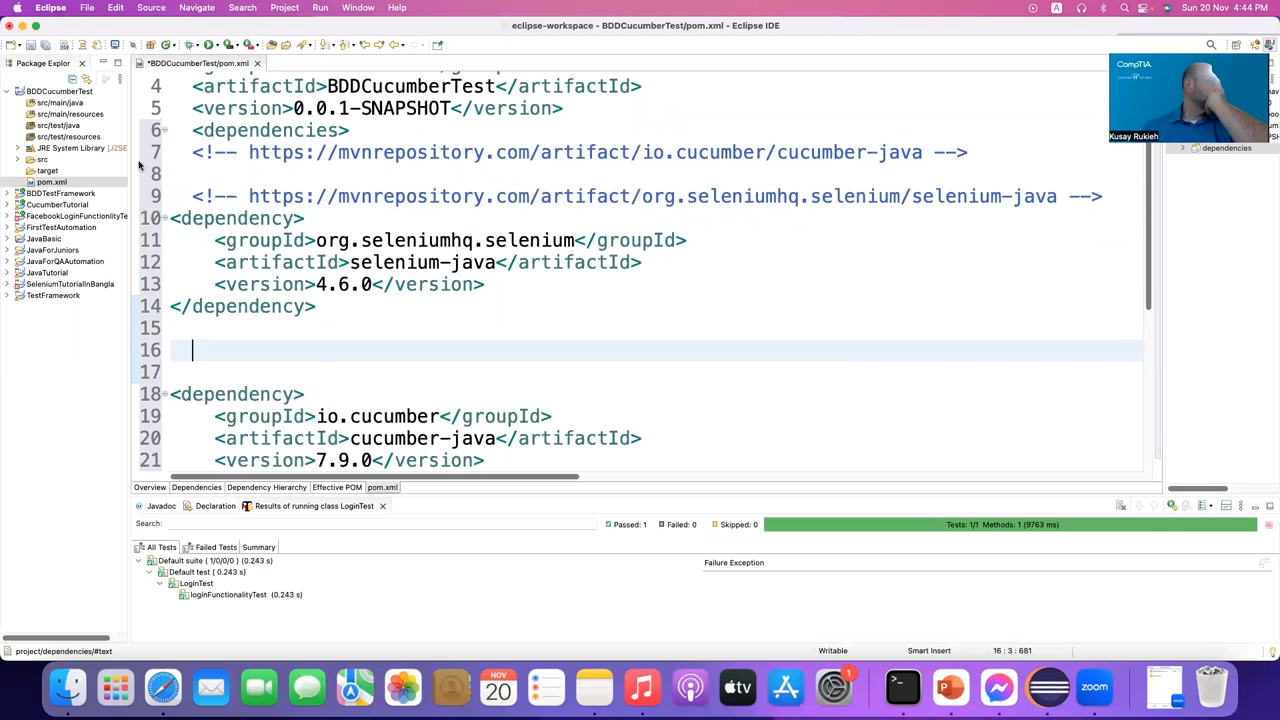 Eclipse File Edit Source Navigate Search Project Run Window Help
Sun 20 Nov 4:44 PM
eclipse-workspace - BDDCucumberTest/pom.xml - Eclipse IDE
Package Explor
*BDDCucumberTest/pom.xml
BDDCucumberTest
src/main/java
src/main/resources
src/test/java
src/test/resources
JRE System Library [J2SE
src
target
pom.xml
BDDTestFramework
CucumberTutorial
FacebookLoginFunctionlityTe
FirstTestAutomation
JavaBasic
JavaForJuniors
JavaForQAAutomation
JavaTutorial
SeleniumTutorialInBangla
TestFramework
4 <artifactId>BDDCucumberTest</artifactId>
5 <version>0.0.1-SNAPSHOT</version>
6 <dependencies>
7 <!-- https://mvnrepository.com/artifact/io.cucumber/cucumber-java -->
8
9 <!-- https://mvnrepository.com/artifact/org.seleniumhq.selenium/selenium-java -->
10 <dependency>
11 <groupId>org.seleniumhq.selenium</groupId>
12 <artifactId>selenium-java</artifactId>
13 <version>4.6.0</version>
14 </dependency>
15
16
17
18 <dependency>
19 <groupId>io.cucumber</groupId>
20 <artifactId>cucumber-java</artifactId>
21 <version>7.9.0</version>
CompTIA
Kusay Rukieh
dependencies
Overview Dependencies Dependency Hierarchy Effective POM pom.xml
Javadoc Declaration Results of running class LoginTest
Search:
Passed: 1 Failed: 0 Skipped: 0
Tests: 1/1 Methods: 1 (9763 ms)
All Tests Failed Tests Summary
Default suite ( 1/0/0/0 ) (0.243 s)
Default test ( 0.243 s)
LoginTest
loginFunctionalityTest (0.243 s)
Failure Exception
project/dependencies/#text
Writable
Smart Insert
16 : 3 : 681
NOV
20
tv
1
zoom